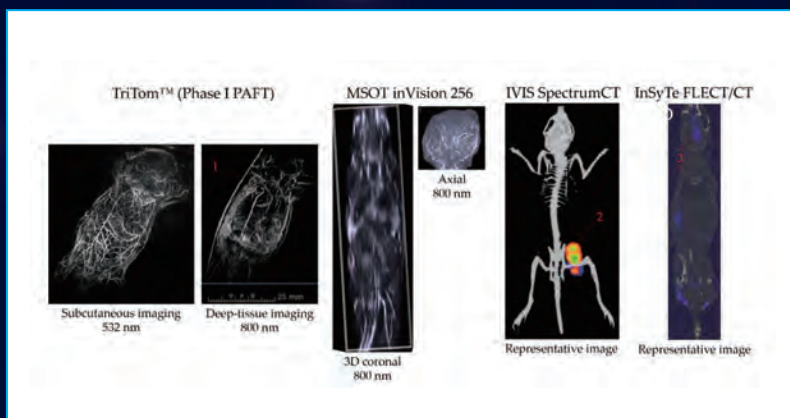 TriTom™ (Phase I PAFT)
MSOT inVision 256
IVIS SpectrumCT
InSyTe FLECT/CT
1
25 mm
Subcutaneous imaging
532 nm
Deep-tissue imaging
800 nm
3D coronal
800 nm
Axial
800 nm
2
Representative image
3
Representative image